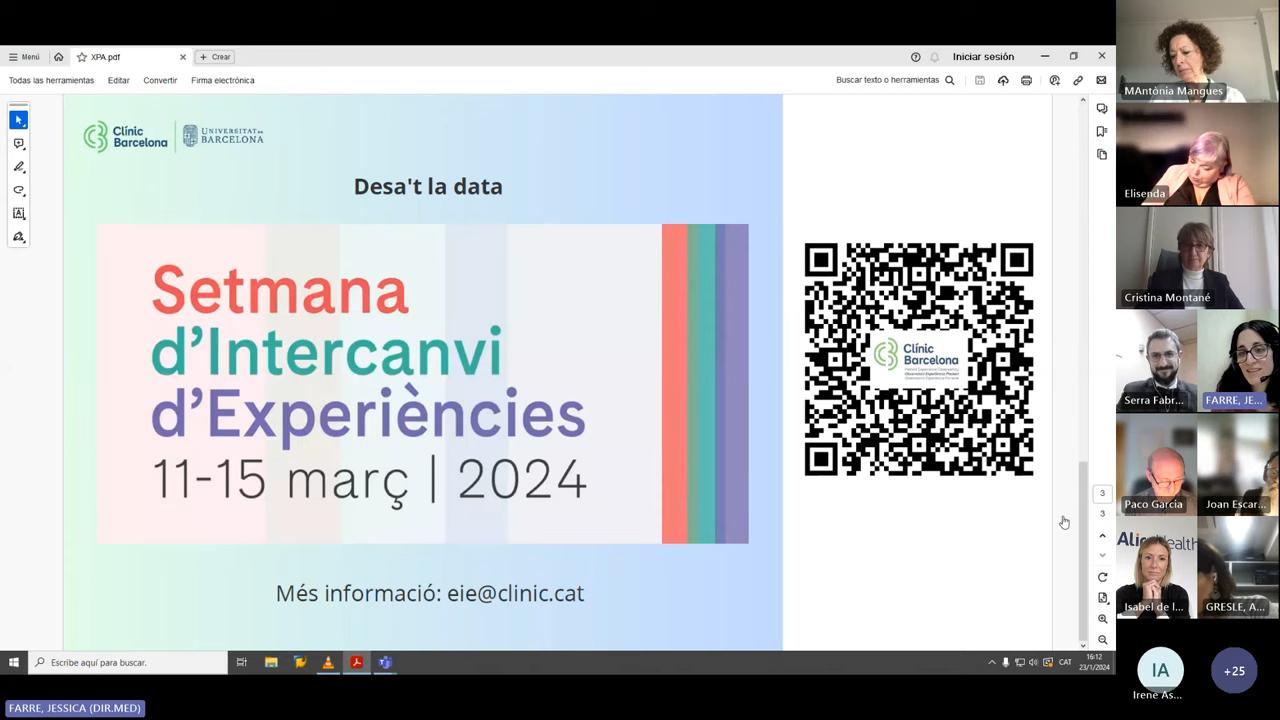 Menú
XPA.pdf
Crear
Iniciar sesión
Todas las herramientas
Editar
Convertir
Firma electrónica
Buscar texto o herramientas
Clínic
Barcelona
UNIVERSITAT DE
BARCELONA
Desa't la data
Setmana
d'Intercanvi
d'Experiències
11-15 març | 2024
Més informació: eie@clinic.cat
Clínic
Barcelona
3
3
Escribe aquí para buscar.
CAT
16:12
23/1/2024
FARRE, JESSICA (DIR.MED)
MAntònia Mangues
Elisenda
Cristina Montané
Serra Fabr...
FARRE, JE...
Paco García
Joan Escar...
Isabel de l...
GRESLE, A...
IA
Irene As...
+25